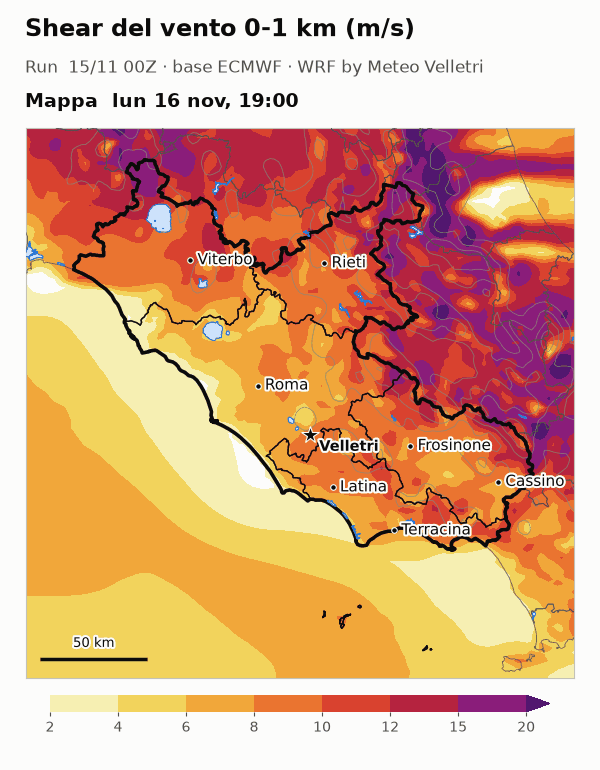 Shear del vento 0-1 km (m/s)
Run 15/11 00Z · base ECMWF · WRF by Meteo Velletri
Mappa lun 16 nov, 19:00
Viterbo
Rieti
Roma
Velletri
Frosinone
Latina
Cassino
Terracina
50 km
2 4 6 8 10 12 15 20